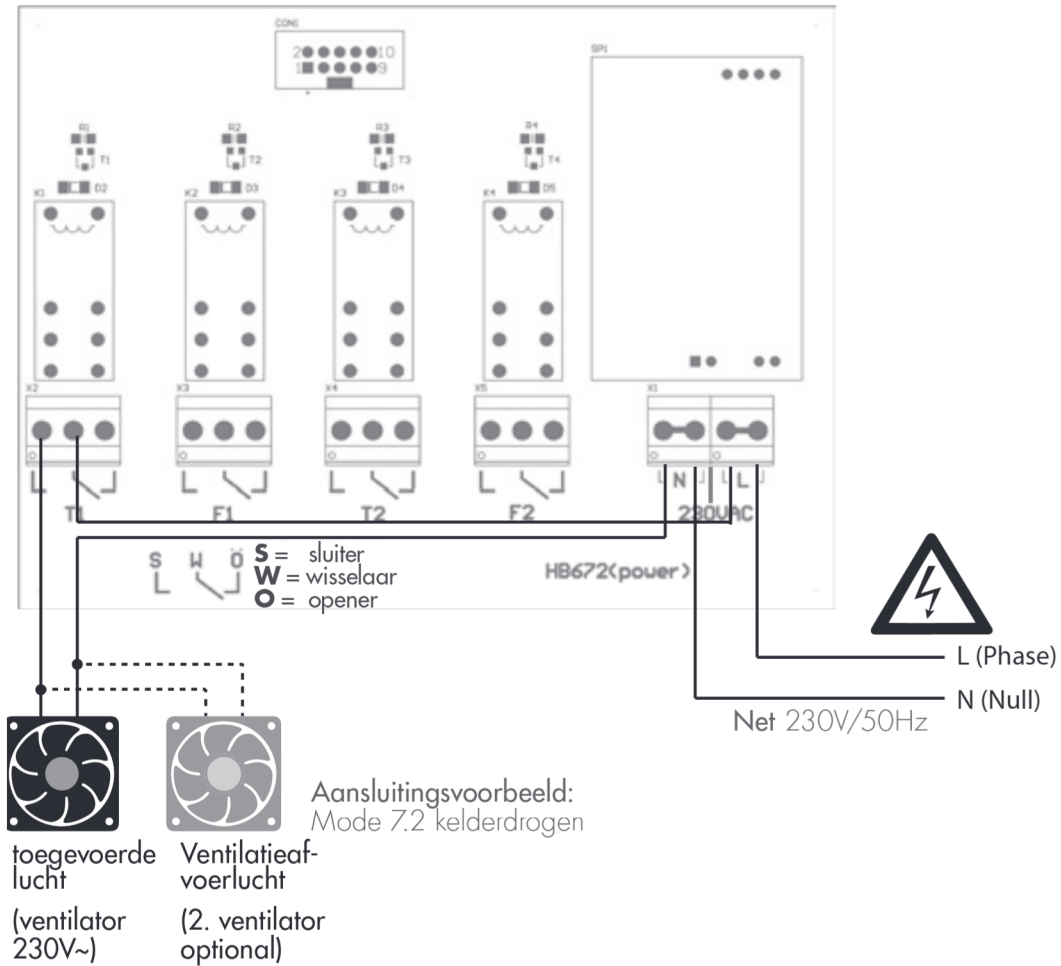 CON1
2 10
1 9
SP1
R1
R2
R3
R4
T1
T2
T3
T4
K1
D2
K2
D3
K3
D4
K4
D5
X2
X3
X4
X5
X1
N
L
T1
F1
T2
F2
230VAC
S W Ö
S = sluiter
W = wisselaar
O = opener
HB672(power)
L (Phase)
N (Null)
Net 230V/50Hz
Aansluitingsvoorbeeld:
Mode 7.2 kelderdrogen
toegevoerde
lucht
(ventilator
230V~)
Ventilatieaf-
voerlucht
(2. ventilator
optional)